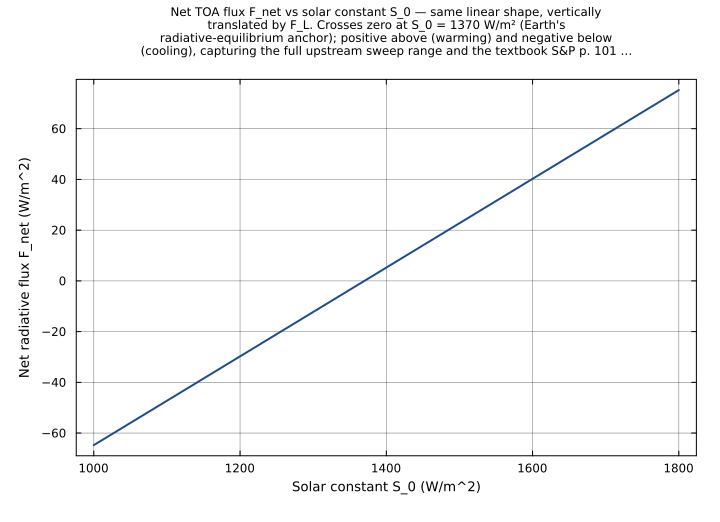 Net TOA flux F_net vs solar constant S_0 — same linear shape, vertically
translated by F_L. Crosses zero at S_0 = 1370 W/m² (Earth's
radiative-equilibrium anchor); positive above (warming) and negative below
(cooling), capturing the full upstream sweep range and the textbook S&P p. 101 ...
Net radiative flux F_net (W/m^2)
60
40
20
0
−20
−40
−60
1000 1200 1400 1600 1800
Solar constant S_0 (W/m^2)